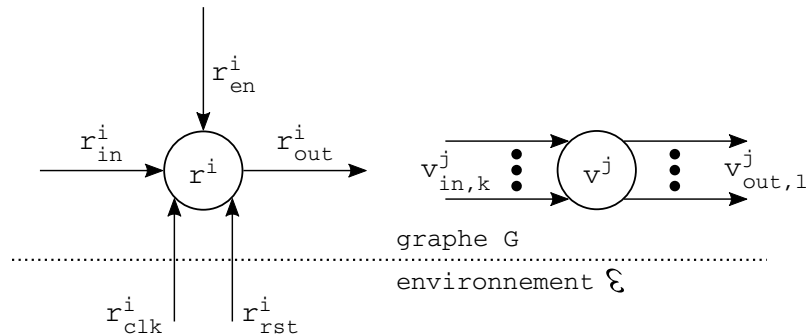 r^i_en
r^i_in
r^i_out
r^i
v^j_in,k
v^j
v^j_out,l
graphe G
environnement ℰ
r^i_clk
r^i_rst